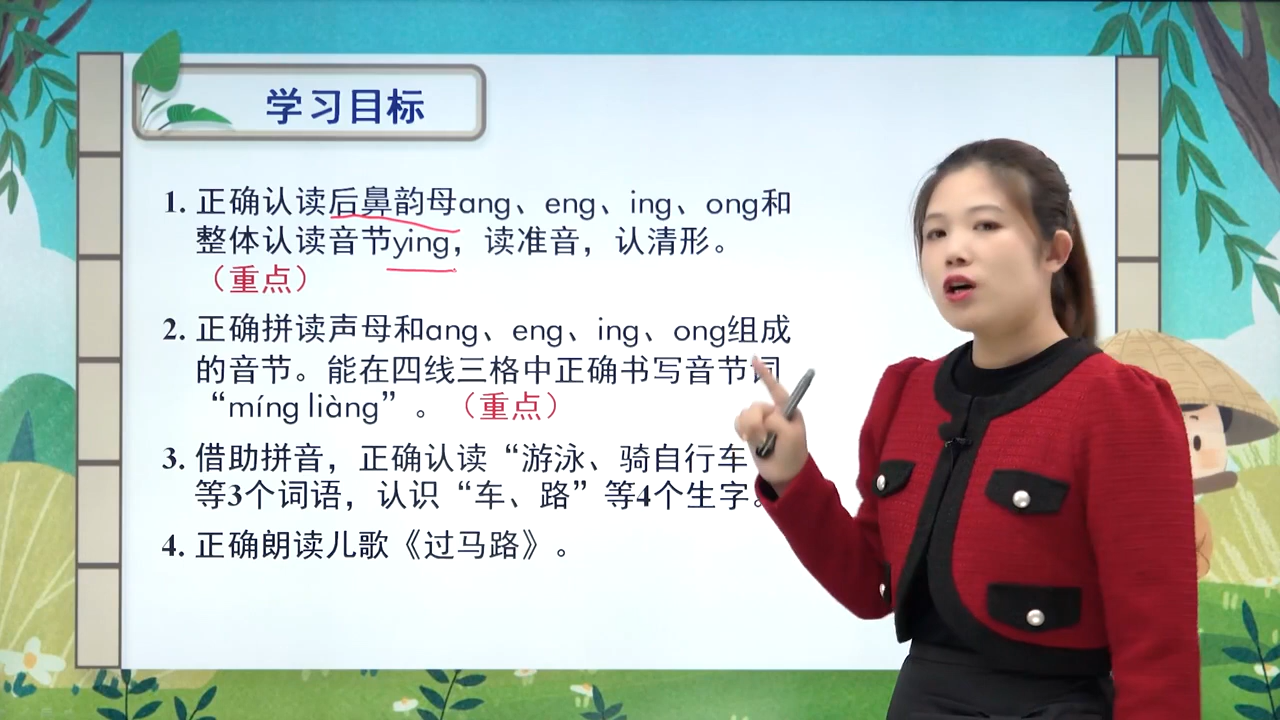 学习目标
1. 正确认读后鼻韵母ang、eng、ing、ong和
整体认读音节ying，读准音，认清形。
（重点）
2. 正确拼读声母和ang、eng、ing、ong组成
的音节。能在四线三格中正确书写音节词
“míng liàng”。（重点）
3. 借助拼音，正确认读“游泳、骑自行车
等3个词语，认识“车、路”等4个生字。
4. 正确朗读儿歌《过马路》。